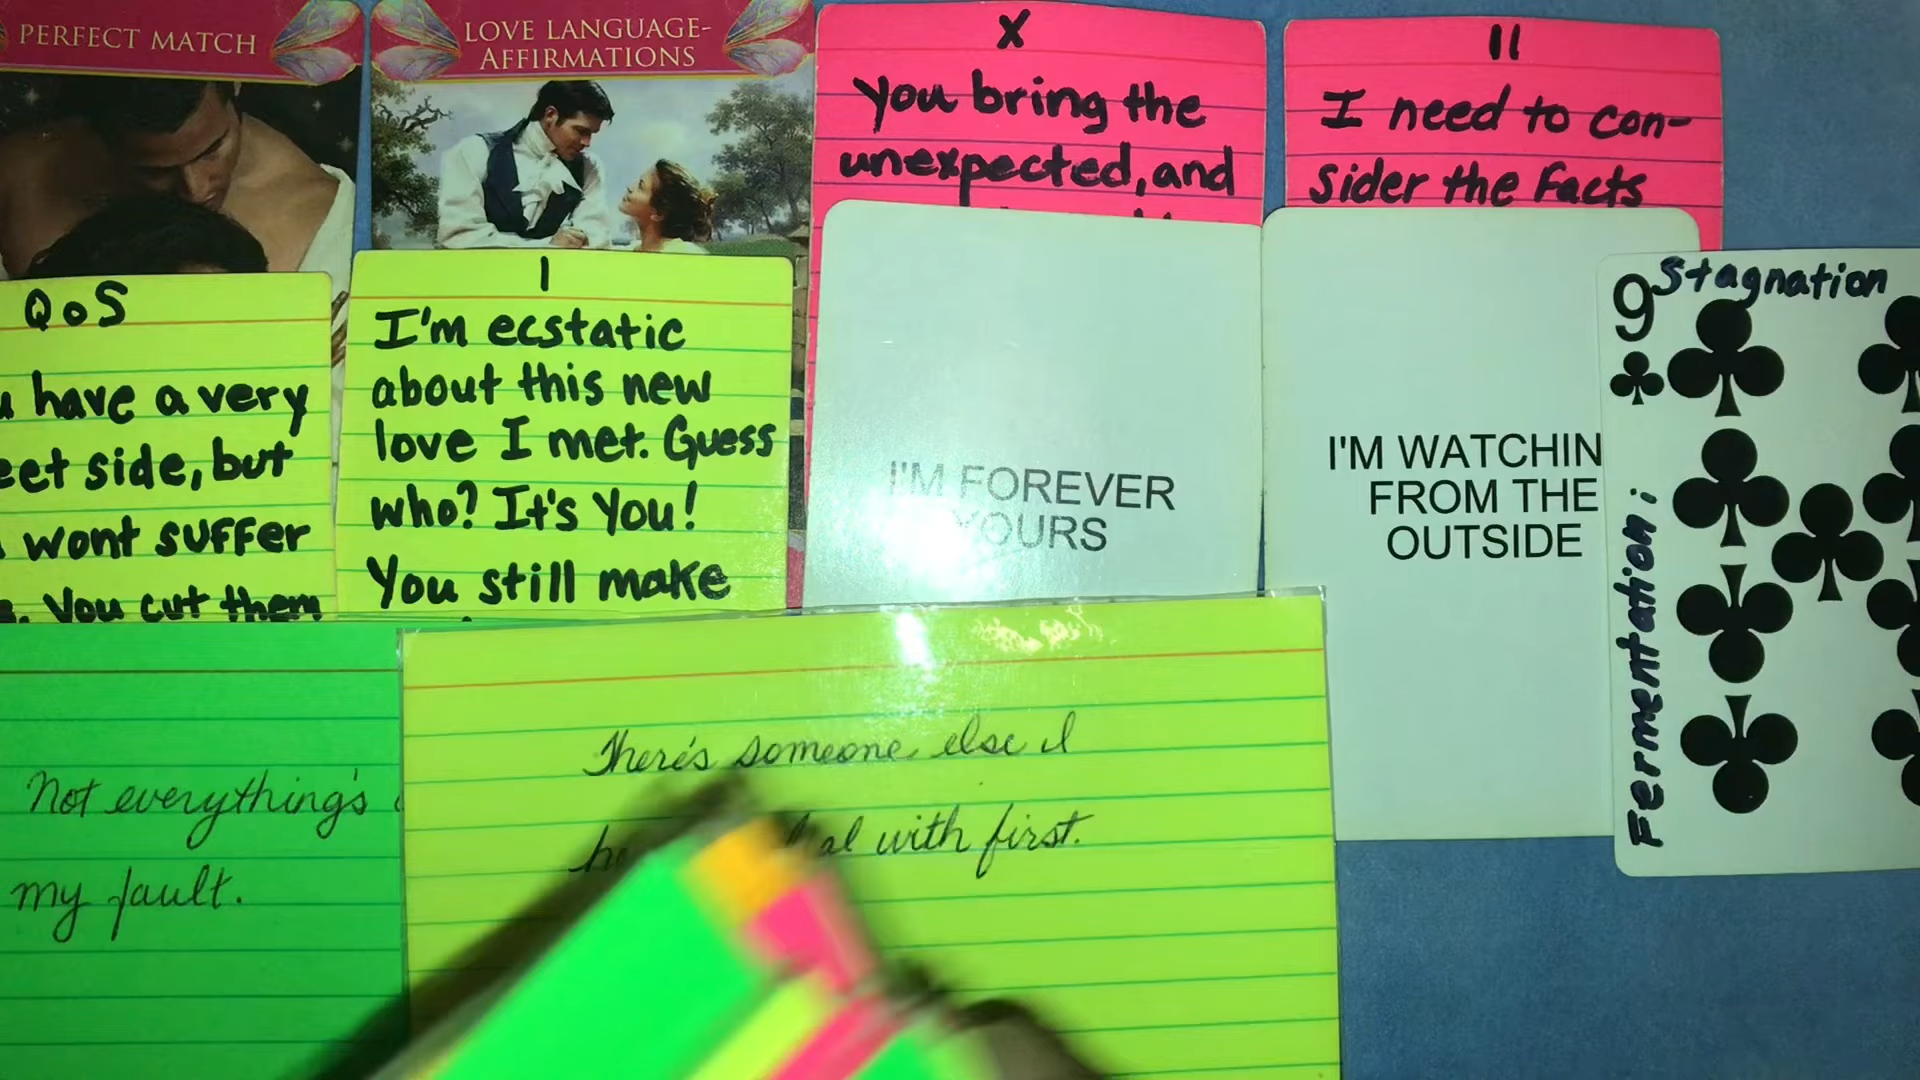 PERFECT MATCH
LOVE LANGUAGE-
AFFIRMATIONS
X
You bring the
unexpected, and
II
I need to con-
sider the facts
QoS
have a very
side, but
wont suffer
You cut them
I
I'm ecstatic
about this new
love I met. Guess
who? It's you!
You still make
I'M FOREVER
YOURS
I'M WATCHIN
FROM THE
OUTSIDE
9
Stagnation
Fermentation;
Not everything's
my fault.
There's someone else I
with first.